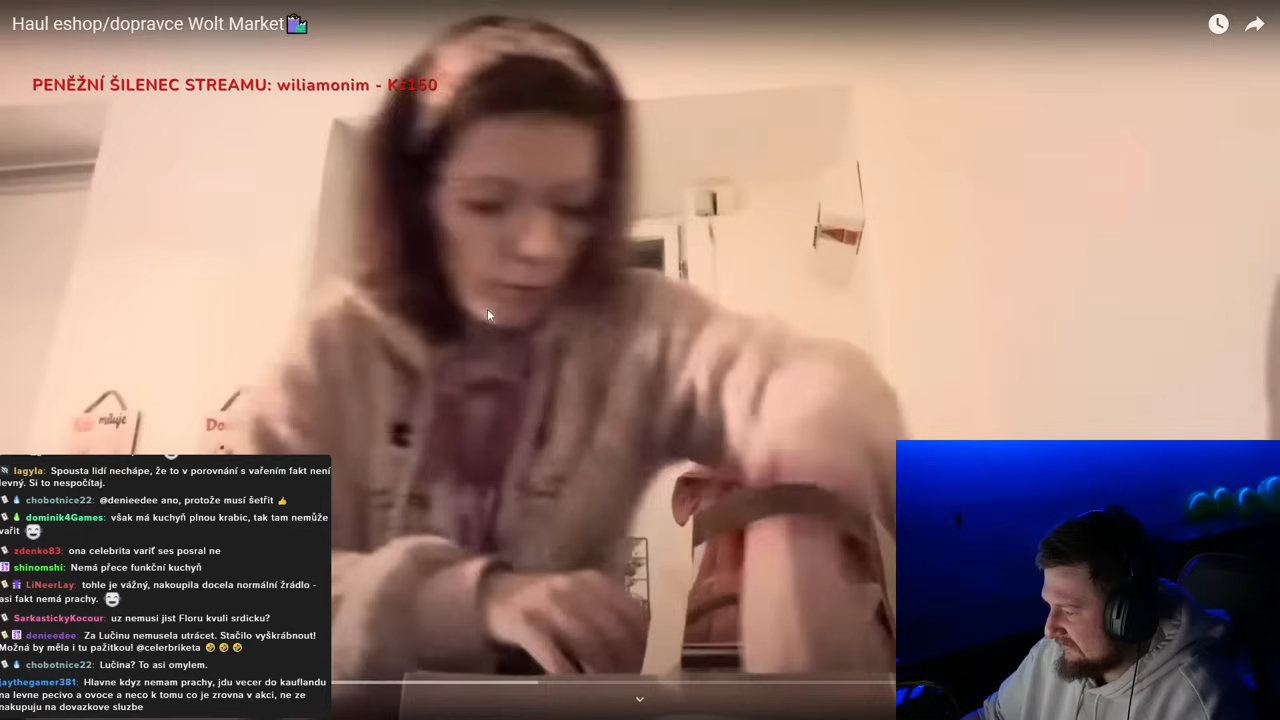 Haul eshop/dopravce Wolt Market
PENĚŽNÍ ŠILENEC STREAMU: wiliamonim - Kč150
miluje
lagyla: Spousta lidí nechápe, že to v porovnání s vařením fakt není
levný. Si to nespočítaj.
chobotnice22: @denieedee ano, protože musí šetřit 👍
dominik4Games: však má kuchyň plnou krabic, tak tam nemůže
vařit
zdenko83: ona celebrita variť ses posral ne
shinomshi: Nemá přece funkční kuchyň
LiNeerLay: tohle je vážný, nakoupila docela normální žrádlo -
asi fakt nemá prachy.
SarkastickyKocour: uz nemusi jist Floru kvuli srdicku?
denieedee: Za Lučinu nemusela utrácet. Stačilo vyškrábnout!
Možná by měla i tu pažitkou! @celerbriketa 🤣 🤣 🤣
chobotnice22: Lučina? To asi omylem.
jaythegamer381: Hlavne kdyz nemam prachy, jdu vecer do kauflandu
na levne pecivo a ovoce a neco k tomu co je zrovna v akci, ne ze
nakupuju na dovazkove sluzbe